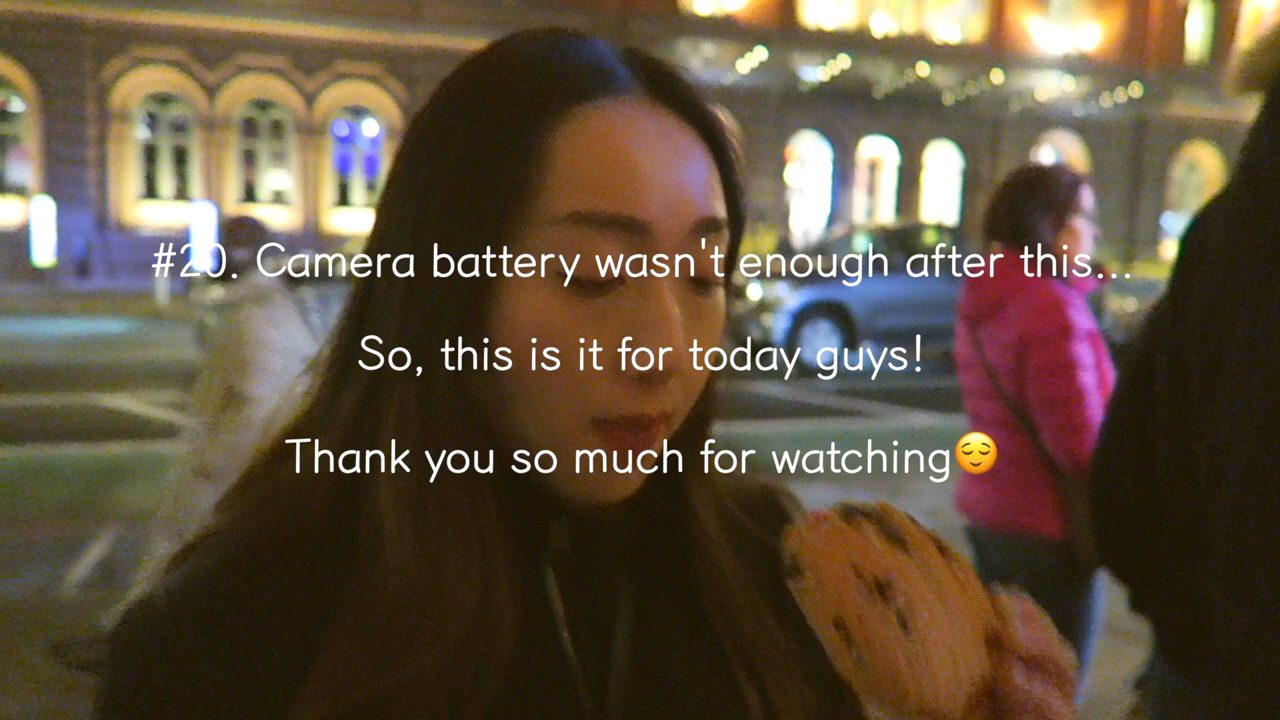 #20. Camera battery wasn't enough after this...
So, this is it for today guys!
Thank you so much for watching😌